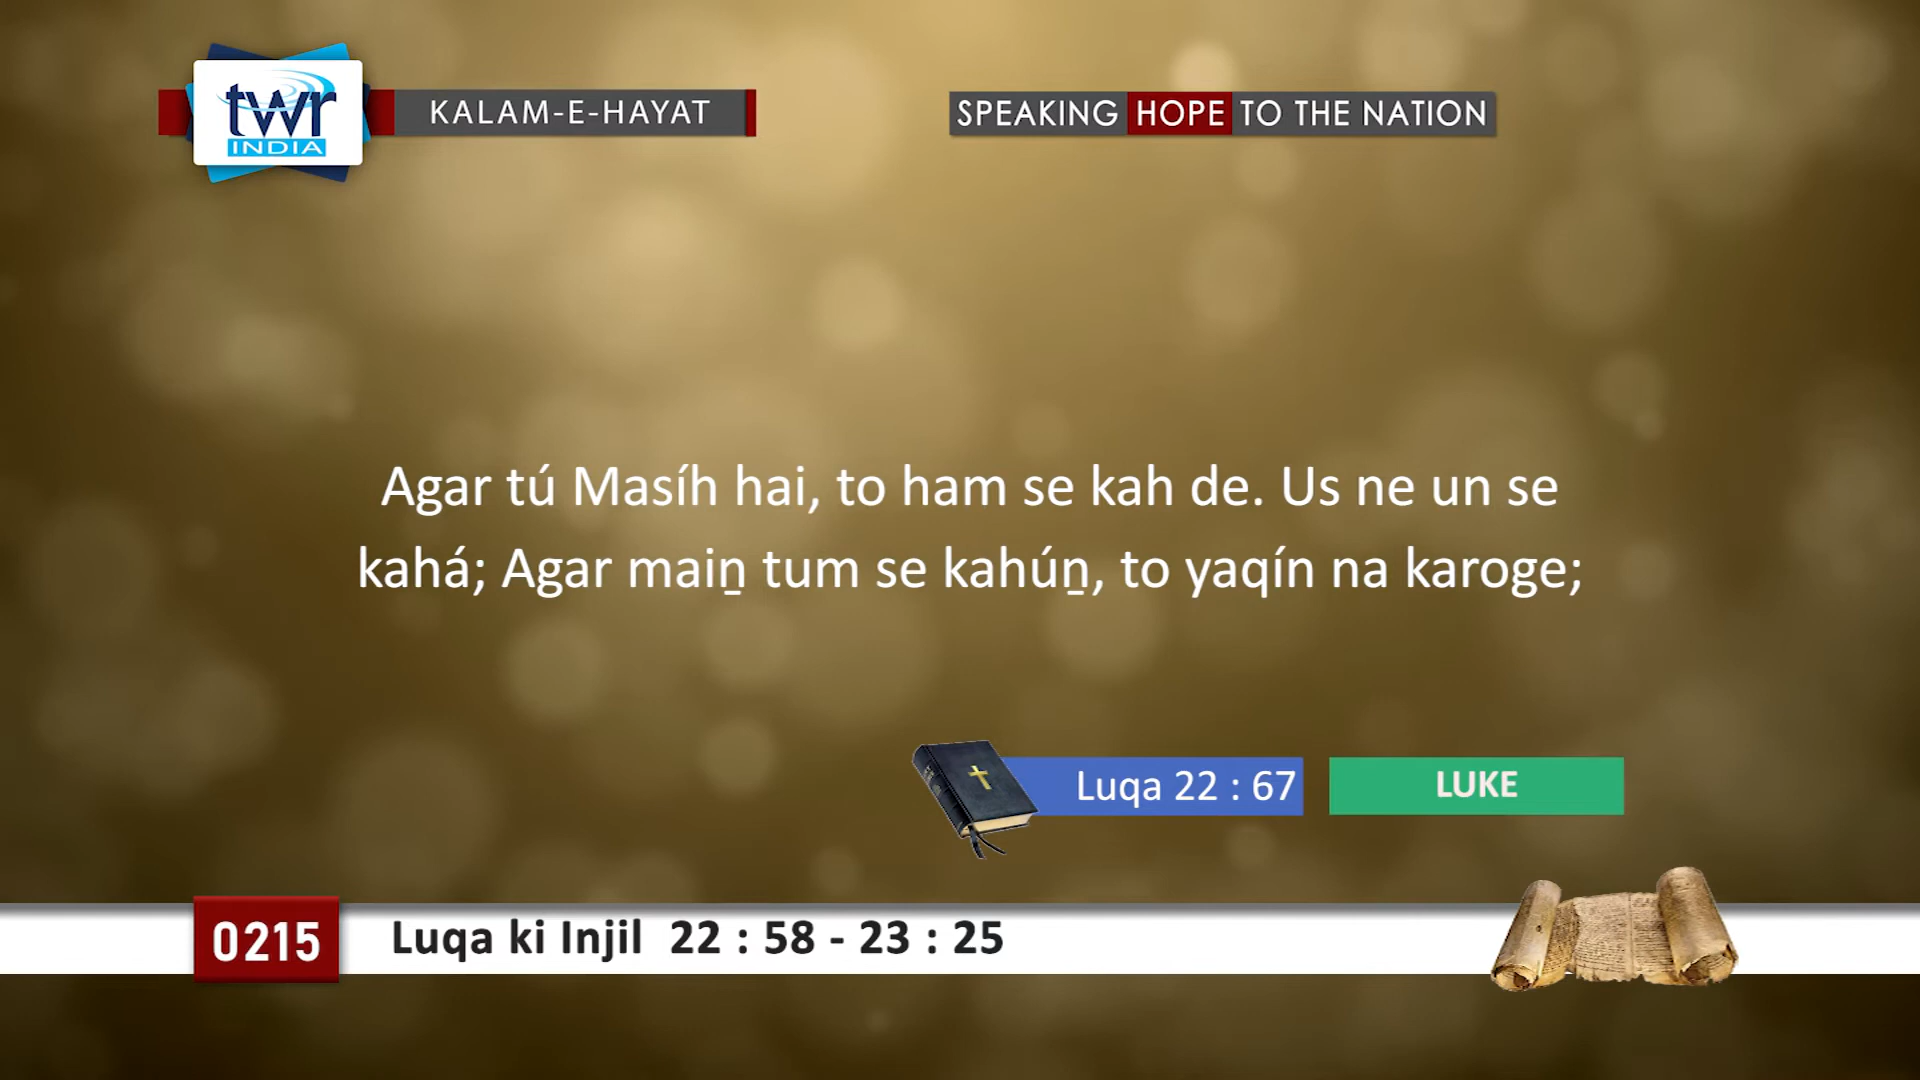 twr
INDIA
KALAM-E-HAYAT
SPEAKING HOPE TO THE NATION
Agar tú Masíh hai, to ham se kah de. Us ne un se
kahá; Agar maiṉ tum se kahúṉ, to yaqín na karoge;
Luqa 22 : 67
LUKE
0215
Luqa ki Injil 22 : 58 - 23 : 25